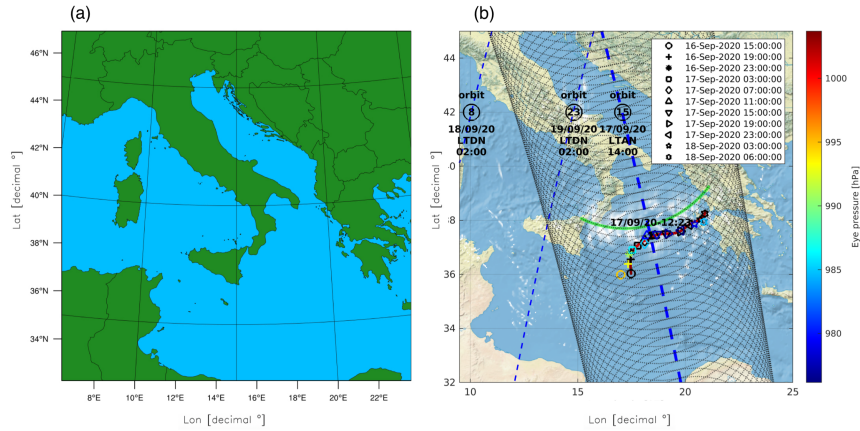 (a)
46°N
44°N
42°N
40°N
38°N
36°N
34°N
Lat [decimal °]
8°E 10°E 12°E 14°E 16°E 18°E 20°E 22°E
Lon [decimal °]
(b)
44
42
40
38
36
34
32
10 15 20 25
Lon [decimal °]
orbit
8
18/09/20
LTDN
02:00
orbit
23
19/09/20
LTDN
02:00
orbit
15
17/09/20
LTAN
14:00
16-Sep-2020 15:00:00
16-Sep-2020 19:00:00
16-Sep-2020 23:00:00
17-Sep-2020 03:00:00
17-Sep-2020 07:00:00
17-Sep-2020 11:00:00
17-Sep-2020 15:00:00
17-Sep-2020 19:00:00
17-Sep-2020 23:00:00
18-Sep-2020 03:00:00
18-Sep-2020 06:00:00
1000
995
990
985
980
Eye pressure [hPa]